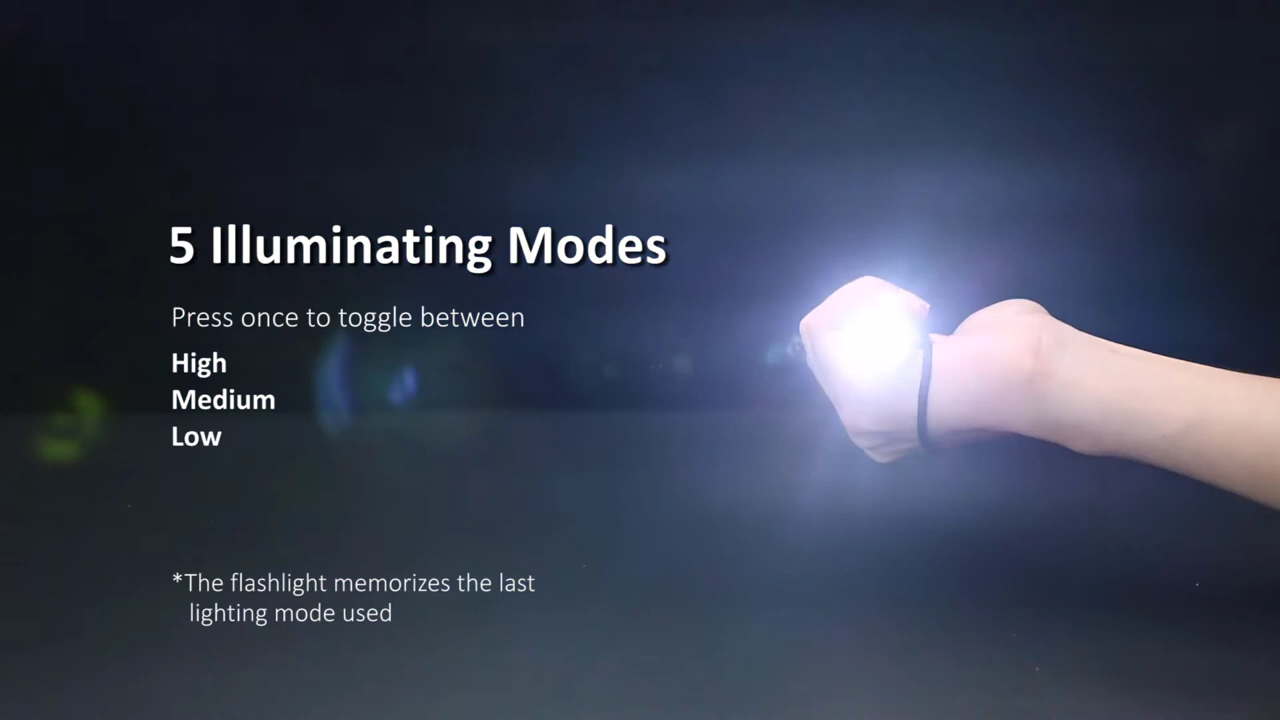 5 Illuminating Modes
Press once to toggle between
High
Medium
Low
*The flashlight memorizes the last
lighting mode used